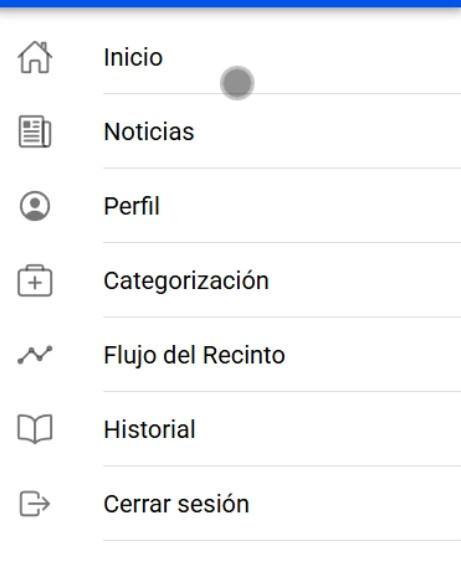 Inicio
Noticias
Perfil
Categorización
Flujo del Recinto
Historial
Cerrar sesión